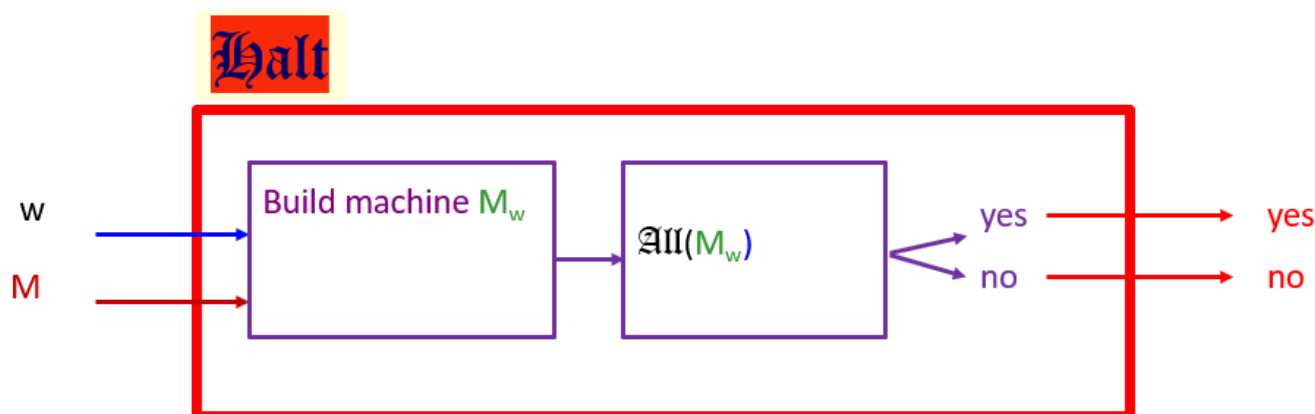 Halt
w
M
Build machine Mw
All(Mw)
yes
no
yes
no